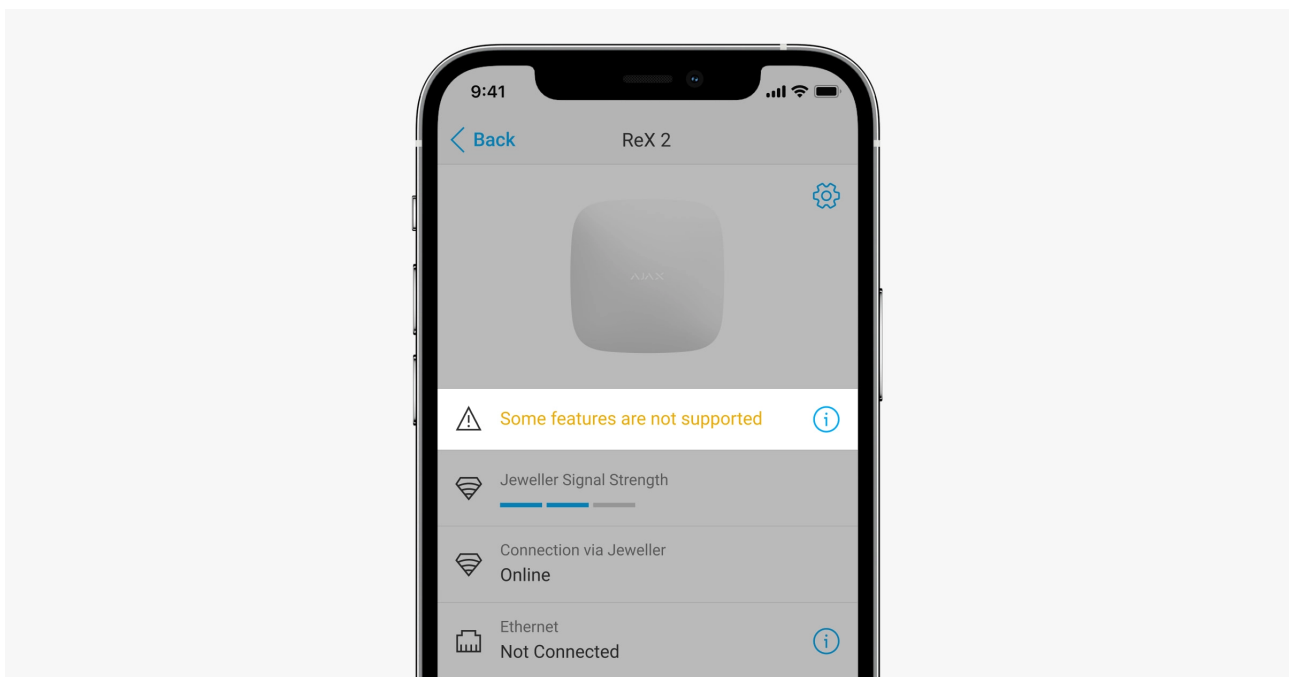 9:41
Back
ReX 2
AJAX
Some features are not supported
Jeweller Signal Strength
Connection via Jeweller
Online
Ethernet
Not Connected